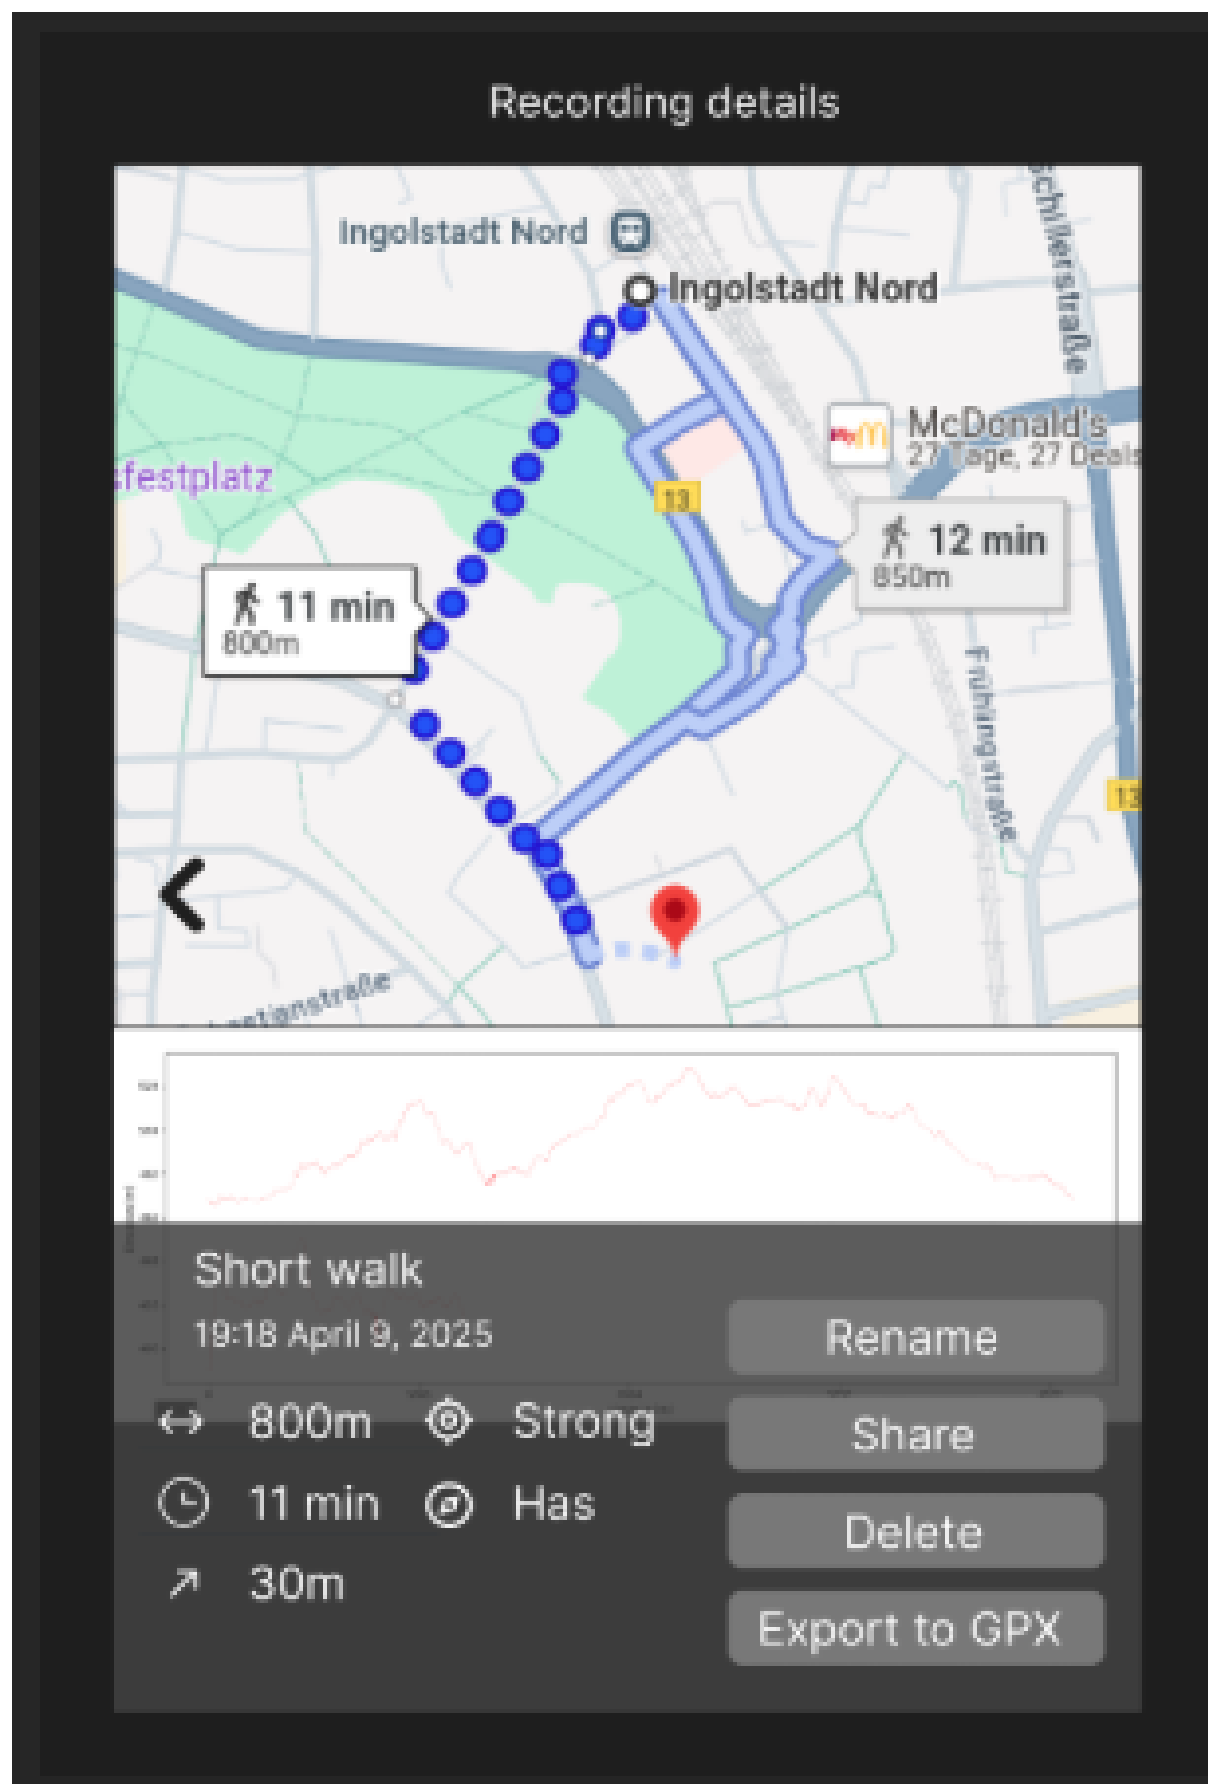 Recording details
schillerstraße
Ingolstadt Nord
Ingolstadt Nord
McDonald's
27 Tage, 27 Deals
sfestplatz
13
12 min
850m
11 min
800m
Frühlingstraße
13
Short walk
19:18 April 9, 2025
Rename
800m
Strong
Share
11 min
Has
Delete
30m
Export to GPX